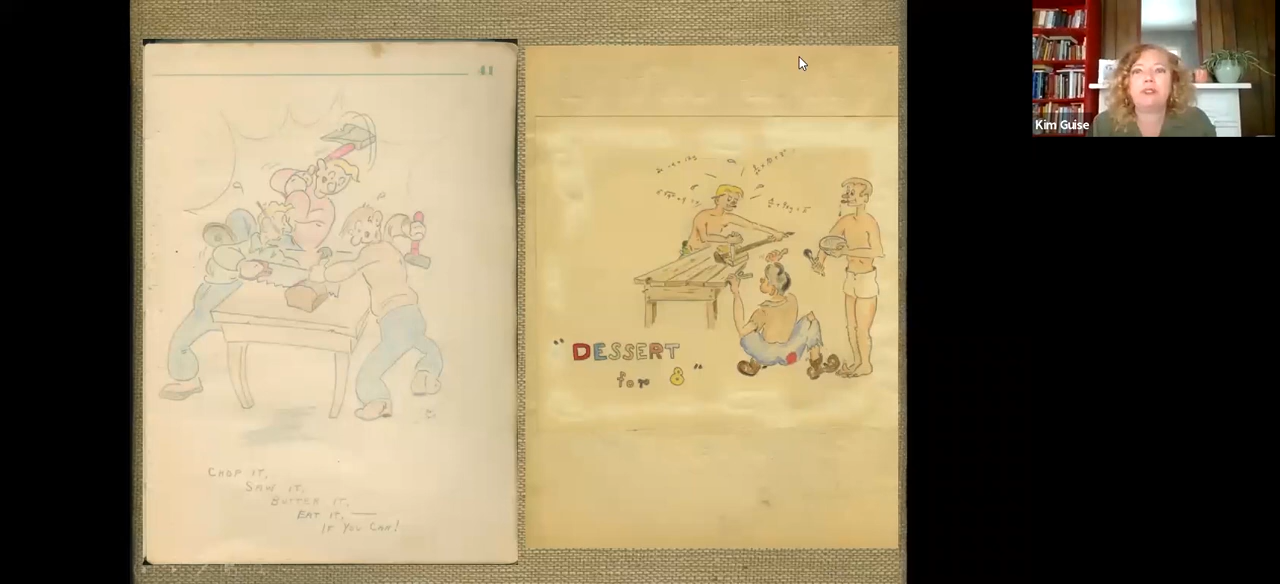 41
CHOP IT,
SAW IT,
BUTTER IT,
EAT IT, —
IF YOU CAN!
"DESSERT
for 8"
Kim Guise